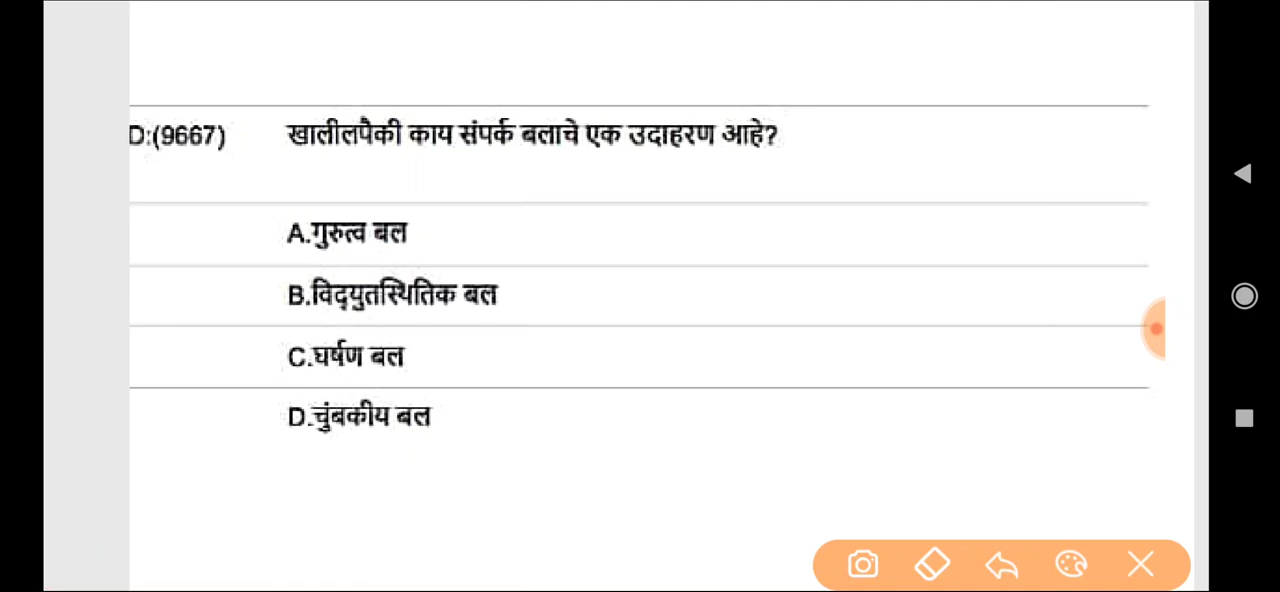 D:(9667) खालीलपैकी काय संपर्क बलाचे एक उदाहरण आहे?
A.गुरुत्व बल
B.विद्युतस्थितिक बल
C.घर्षण बल
D.चुंबकीय बल